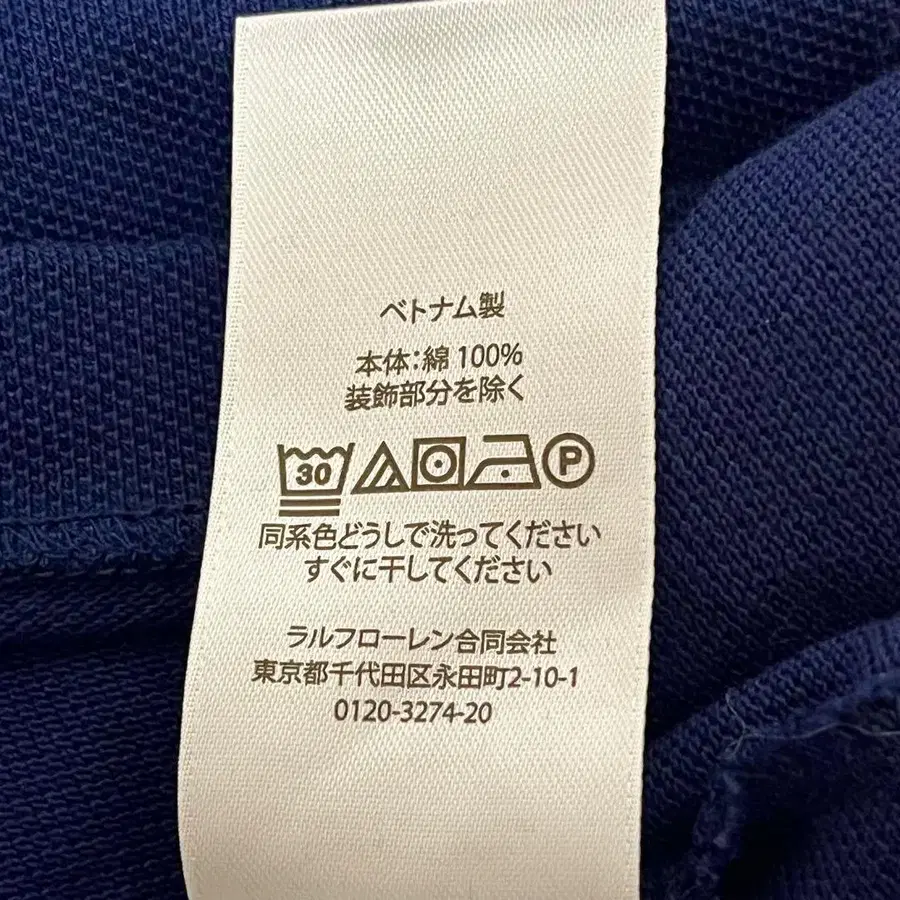 ベトナム製
本体:綿 100%
装飾部分を除く
30 P
同系色どうしで洗ってください
すぐに干してください
ラルフローレン合同会社
東京都千代田区永田町2-10-1
0120-3274-20